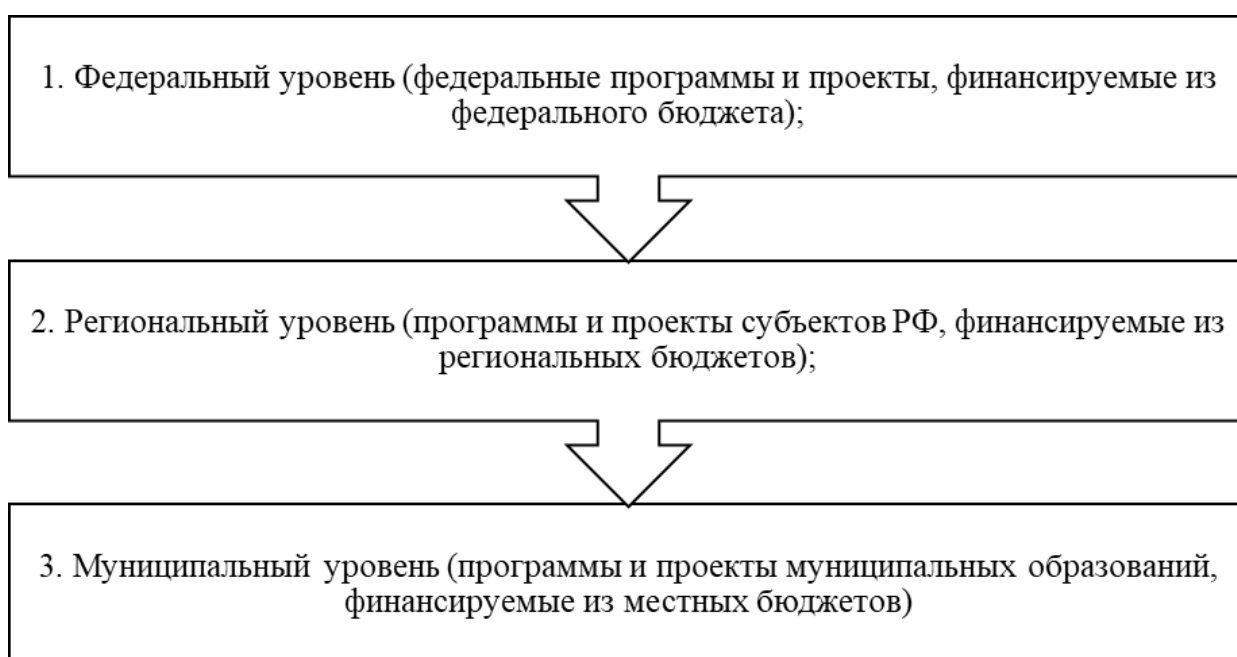 1. Федеральный уровень (федеральные программы и проекты, финансируемые из
федерального бюджета);
2. Региональный уровень (программы и проекты субъектов РФ, финансируемые из
региональных бюджетов);
3. Муниципальный уровень (программы и проекты муниципальных образований,
финансируемые из местных бюджетов)